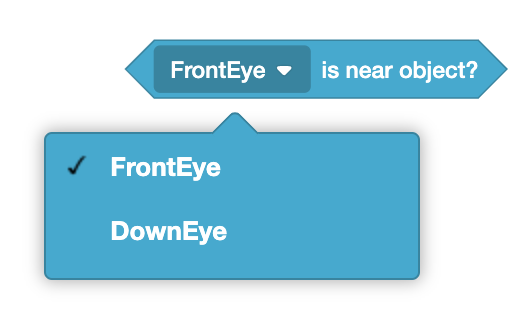 FrontEye is near object?
FrontEye
DownEye